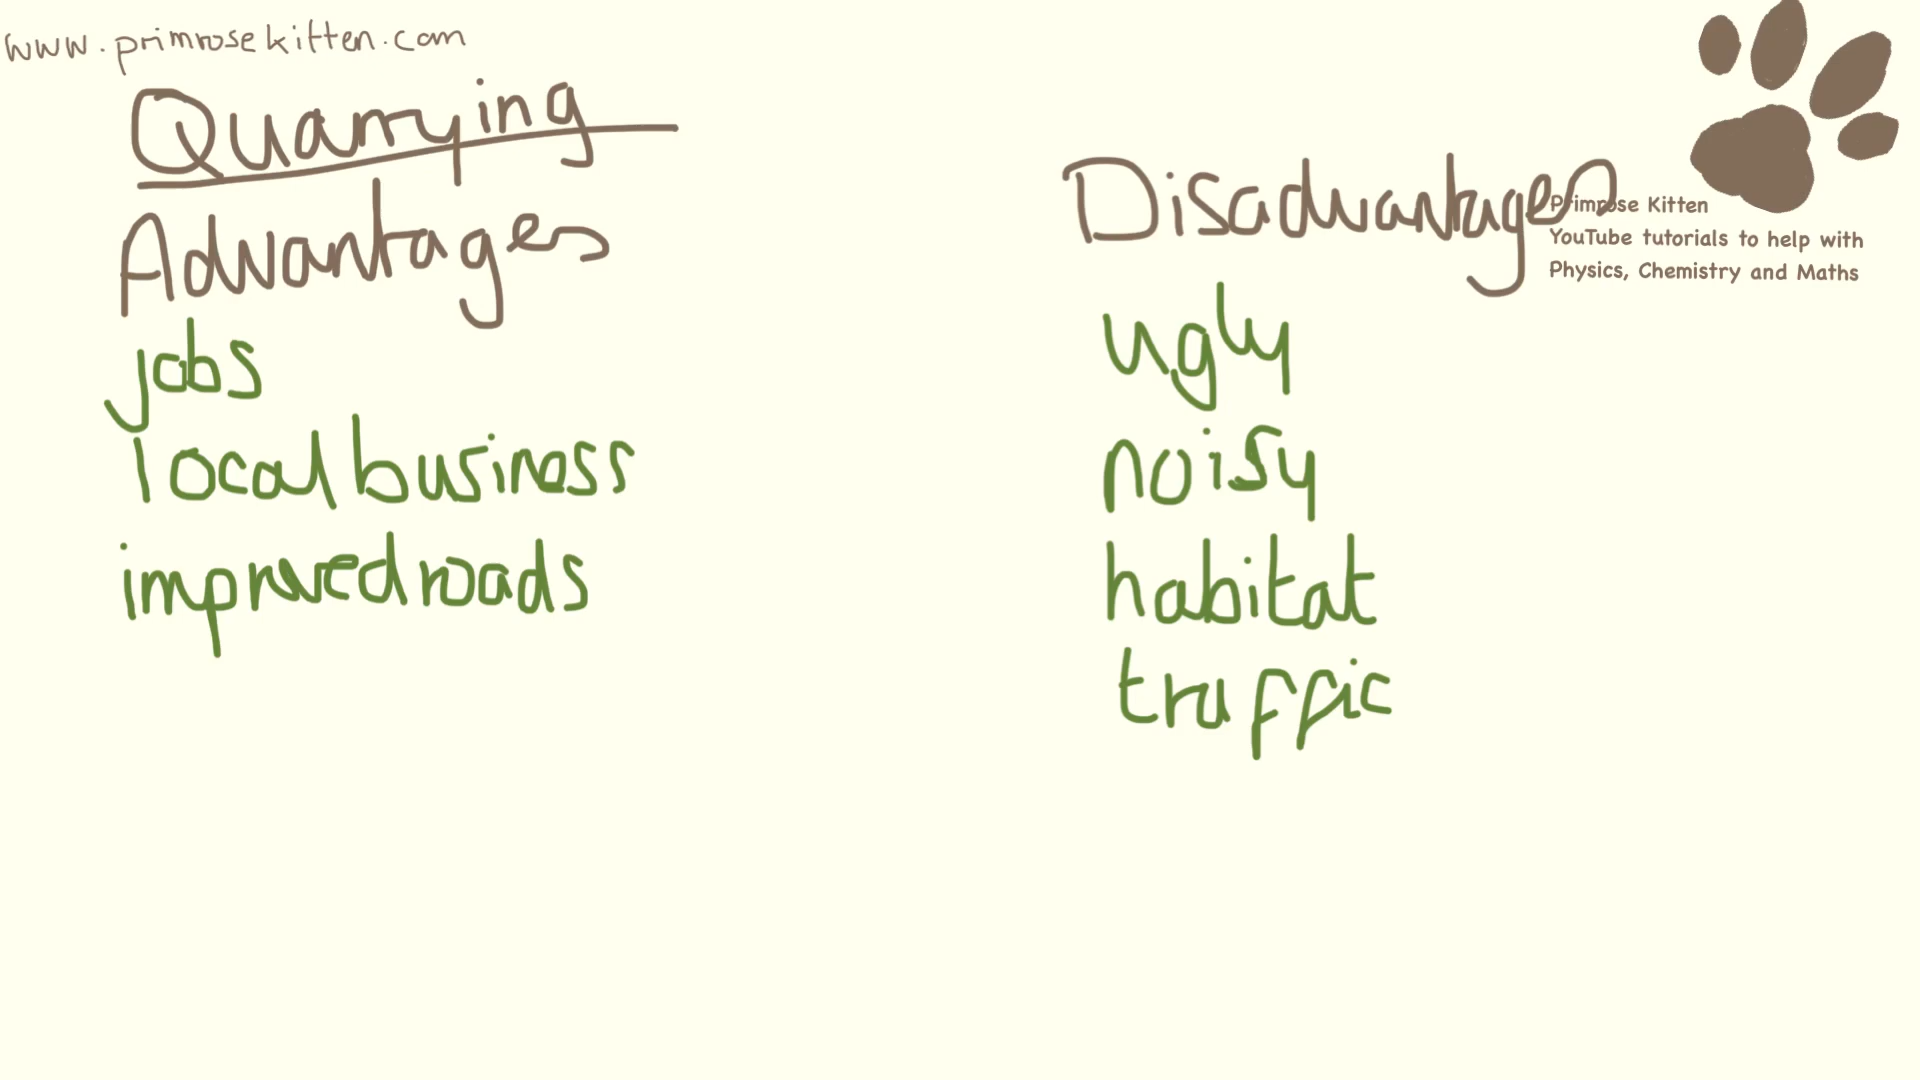 www.primrosekitten.com
Quarrying
Advantages
jobs
local business
improved roads
Disadvantages
ugly
noisy
habitat
traffic
Primrose Kitten
YouTube tutorials to help with
Physics, Chemistry and Maths